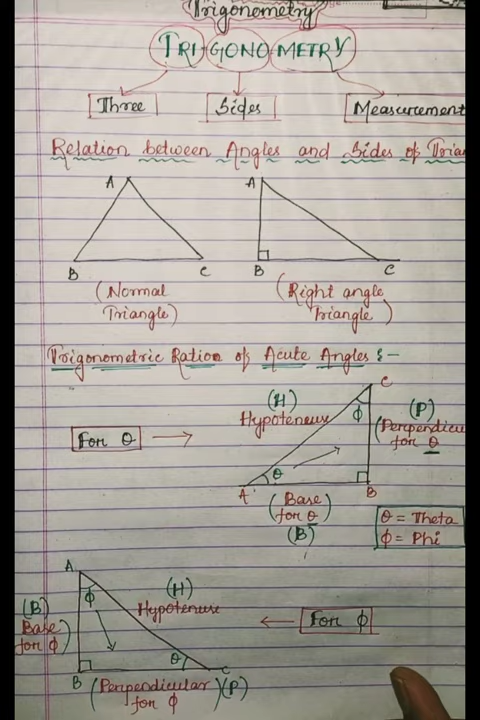 Trigonometry
TRI GONO METRY
Three Sides Measurement
Relation between Angles and Sides of
A A
B C B C
(Normal Triangle) (Right angle Triangle)
Trigonometric Ration of Acute Angles :-
C
(H) Hypotenuse ϕ (P)
For θ → for θ
θ
A B
(Base for θ) (B)
θ = Theta
ϕ = Phi
A
ϕ (H) Hypotenuse
(B) Base for ϕ ← For ϕ
θ
B C
(Perpendicular for ϕ) (P)